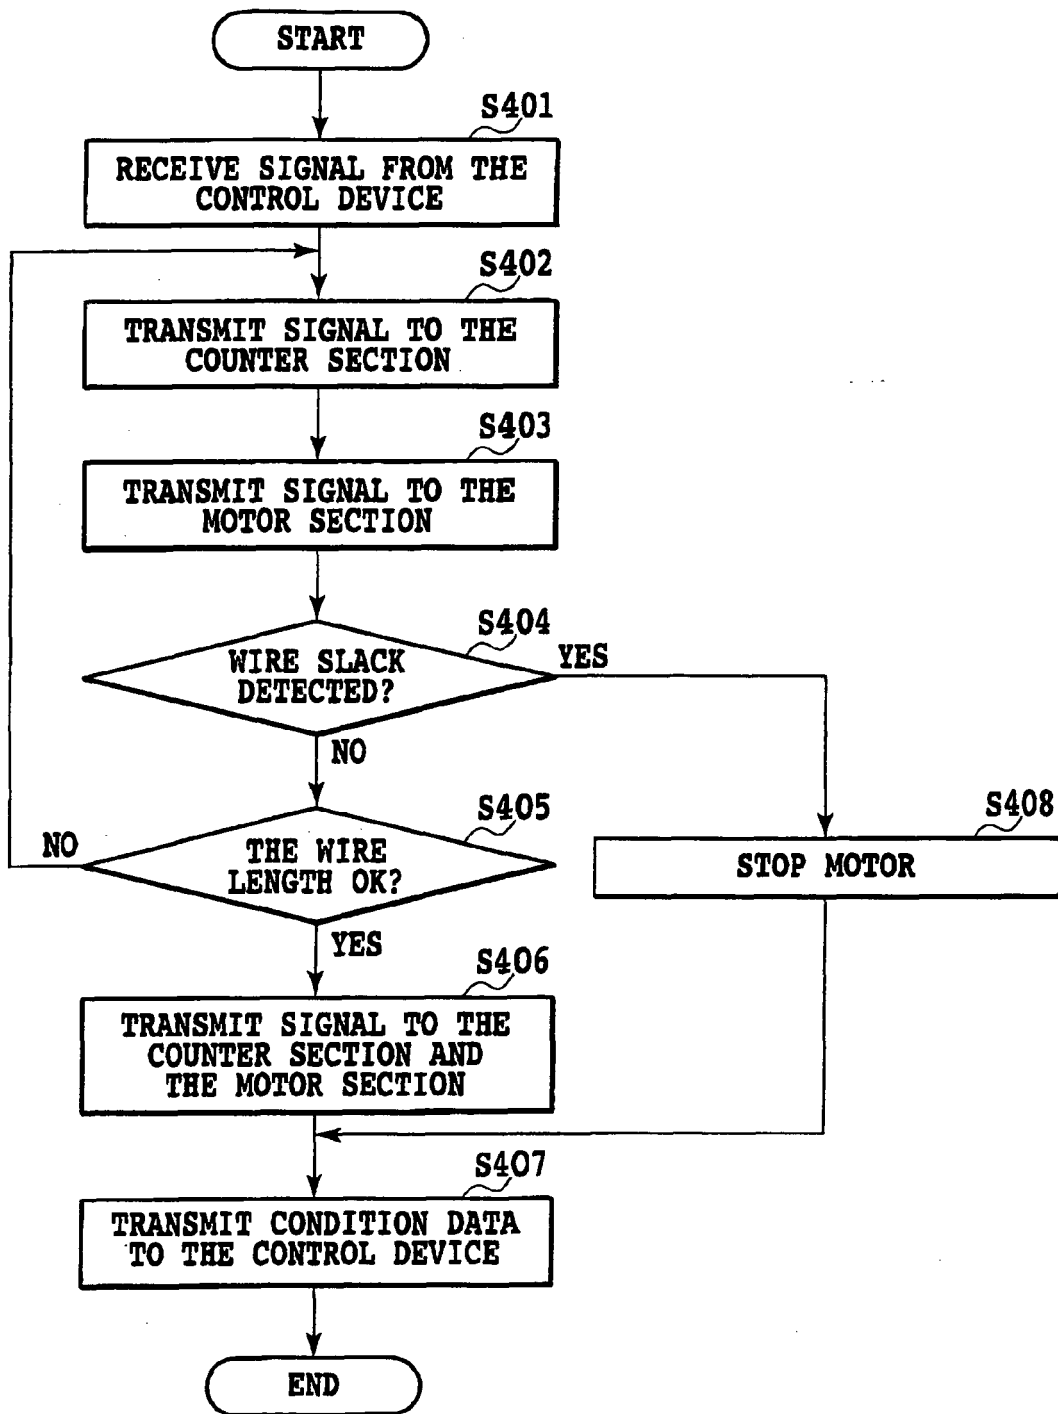 START
S401
RECEIVE SIGNAL FROM THE
CONTROL DEVICE
S402
TRANSMIT SIGNAL TO THE
COUNTER SECTION
S403
TRANSMIT SIGNAL TO THE
MOTOR SECTION
S404
WIRE SLACK
DETECTED?
YES
NO
S405
THE WIRE
LENGTH OK?
NO
YES
S408
STOP MOTOR
S406
TRANSMIT SIGNAL TO THE
COUNTER SECTION AND
THE MOTOR SECTION
S407
TRANSMIT CONDITION DATA
TO THE CONTROL DEVICE
END